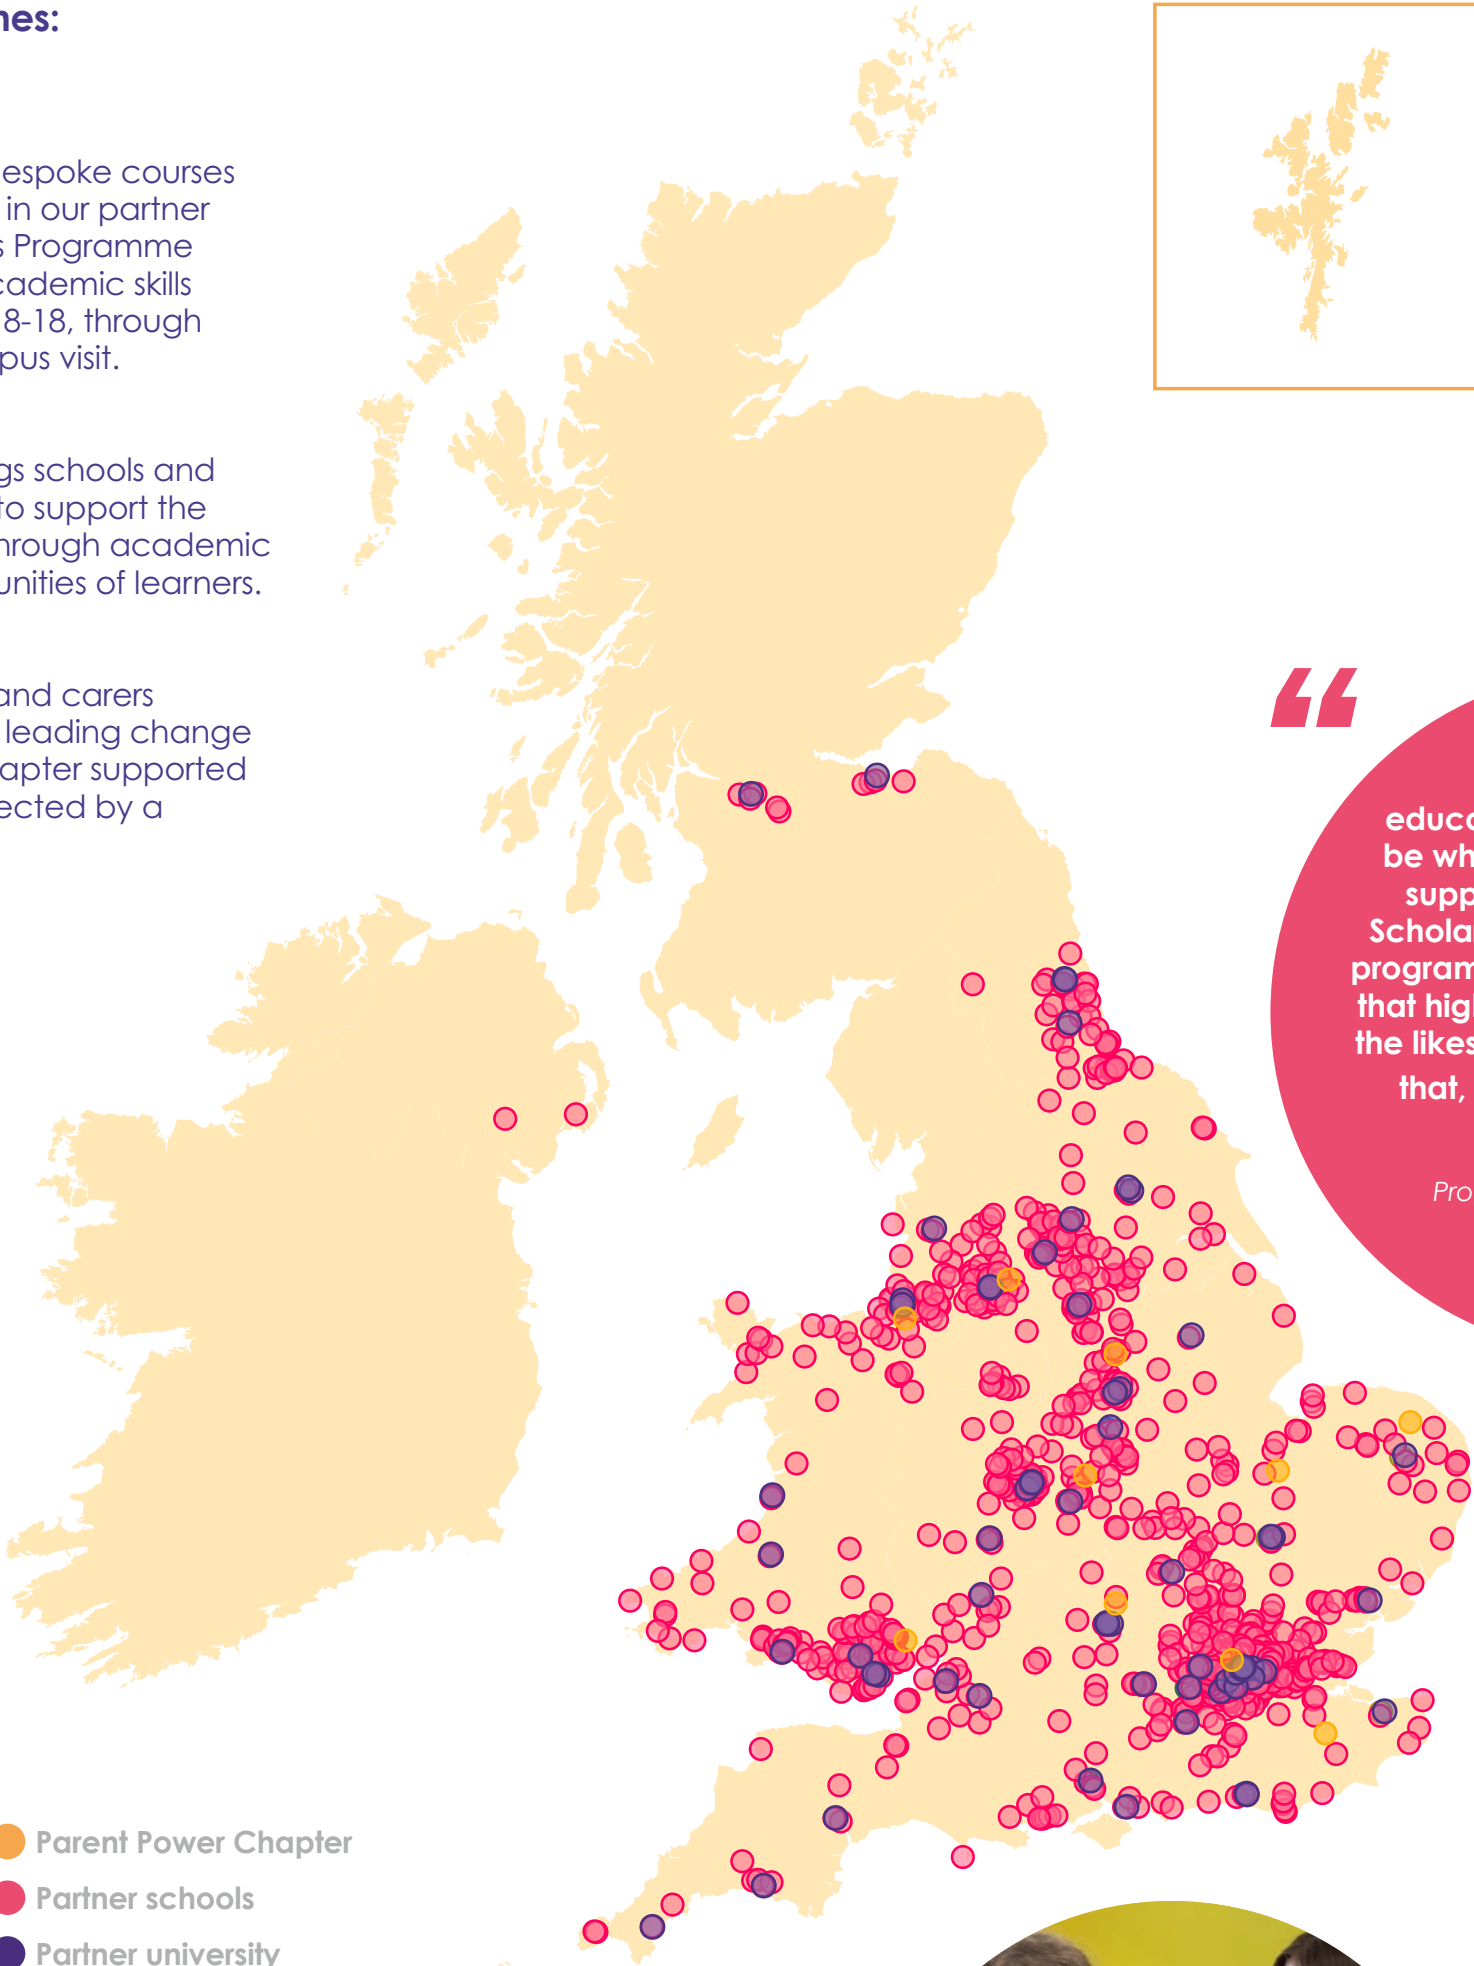 nes:
espoke courses
in our partner
s Programme
cademic skills
8-18, through
pus visit.
gs schools and
to support the
hrough academic
unities of learners.
and carers
leading change
apter supported
ected by a
“
educa
be wh
supp
Schola
program
that hig
the likes
that,
Pro
Parent Power Chapter
Partner schools
Partner university